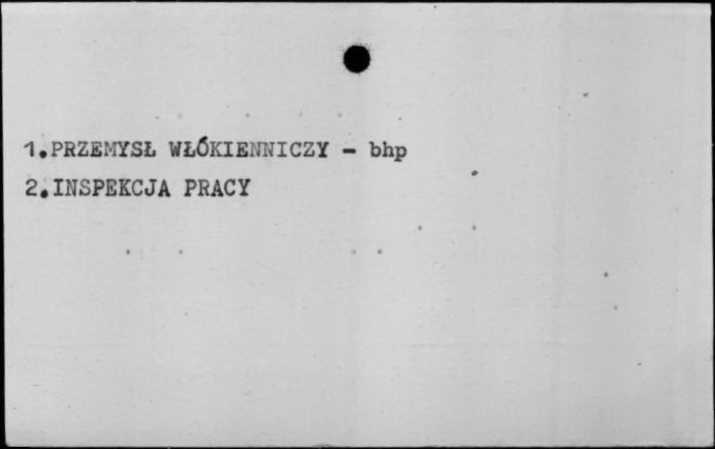 1.PRZEMYSŁ WŁÓKIENNICZY - bhp
2.INSPEKCJA PRACY